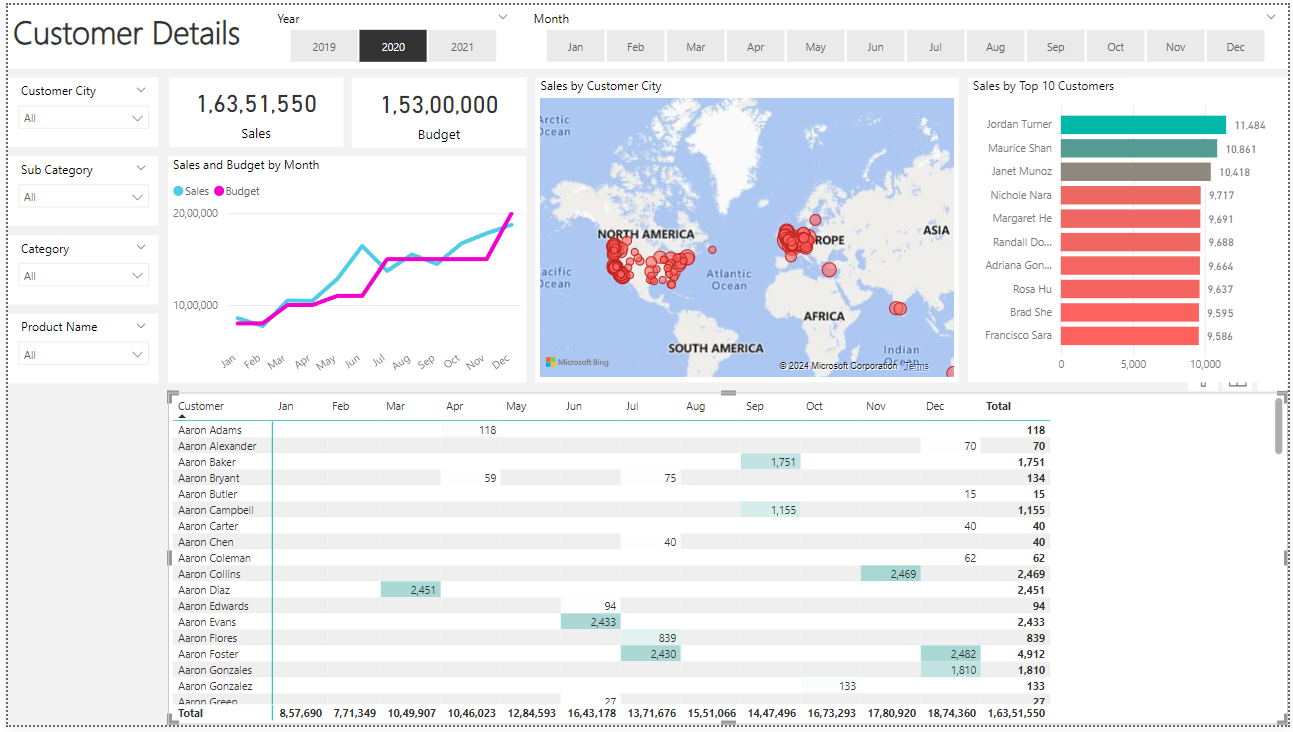 Customer Details
Year
2019 2020 2021
Month
Jan Feb Mar Apr May Jun Jul Aug Sep Oct Nov Dec
Customer City
All
Sub Category
All
Category
All
Product Name
All
1,63,51,550
Sales
1,53,00,000
Budget
Sales and Budget by Month
Sales Budget
20,00,000
10,00,000
Jan Feb Mar Apr May Jun Jul Aug Sep Oct Nov Dec
Sales by Customer City
Arctic
Ocean
NORTH AMERICA
ROPE
ASIA
acific
Ocean
Atlantic
Ocean
AFRICA
SOUTH AMERICA
Indian
Ocean
Microsoft Bing
© 2024 Microsoft Corporation Terms
Sales by Top 10 Customers
Jordan Turner 11,484
Maurice Shan 10,861
Janet Munoz 10,418
Nichole Nara 9,717
Margaret He 9,691
Randall Do... 9,688
Adriana Gon... 9,664
Rosa Hu 9,637
Brad She 9,595
Francisco Sara 9,586
0 5,000 10,000
Customer Jan Feb Mar Apr May Jun Jul Aug Sep Oct Nov Dec Total
Aaron Adams 118 118
Aaron Alexander 70 70
Aaron Baker 1,751 1,751
Aaron Bryant 59 75 134
Aaron Butler 15 15
Aaron Campbell 1,155 1,155
Aaron Carter 40 40
Aaron Chen 40 40
Aaron Coleman 62 62
Aaron Collins 2,469 2,469
Aaron Diaz 2,451 2,451
Aaron Edwards 94 94
Aaron Evans 2,433 2,433
Aaron Flores 839 839
Aaron Foster 2,430 2,482 4,912
Aaron Gonzales 1,810 1,810
Aaron Gonzalez 133 133
Aaron Green 27 27
Total 8,57,690 7,71,349 10,49,907 10,46,023 12,84,593 16,43,178 13,71,676 15,51,066 14,47,496 16,73,293 17,80,920 18,74,360 1,63,51,550